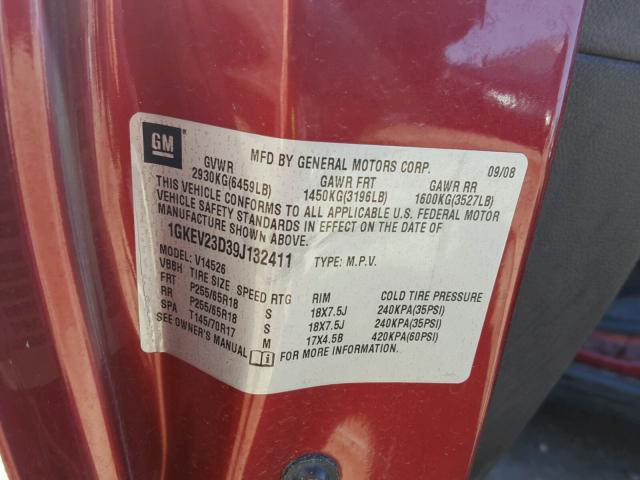 GM
MFD BY GENERAL MOTORS CORP. 09/08
GVWR GAWR FRT GAWR RR
2930KG(6459LB) 1450KG(3196LB) 1600KG(3527LB)
THIS VEHICLE CONFORMS TO ALL APPLICABLE U.S. FEDERAL MOTOR
VEHICLE SAFETY STANDARDS IN EFFECT ON THE DATE OF
MANUFACTURE SHOWN ABOVE.
1GKEV23D39J132411 TYPE: M.P.V.
MODEL: V14526
VBBH TIRE SIZE SPEED RTG RIM COLD TIRE PRESSURE
FRT P255/65R18 S 18X7.5J 240KPA(35PSI)
RR P255/65R18 S 18X7.5J 240KPA(35PSI)
SPA T145/70R17 M 17X4.5B 420KPA(60PSI)
SEE OWNER'S MANUAL FOR MORE INFORMATION.